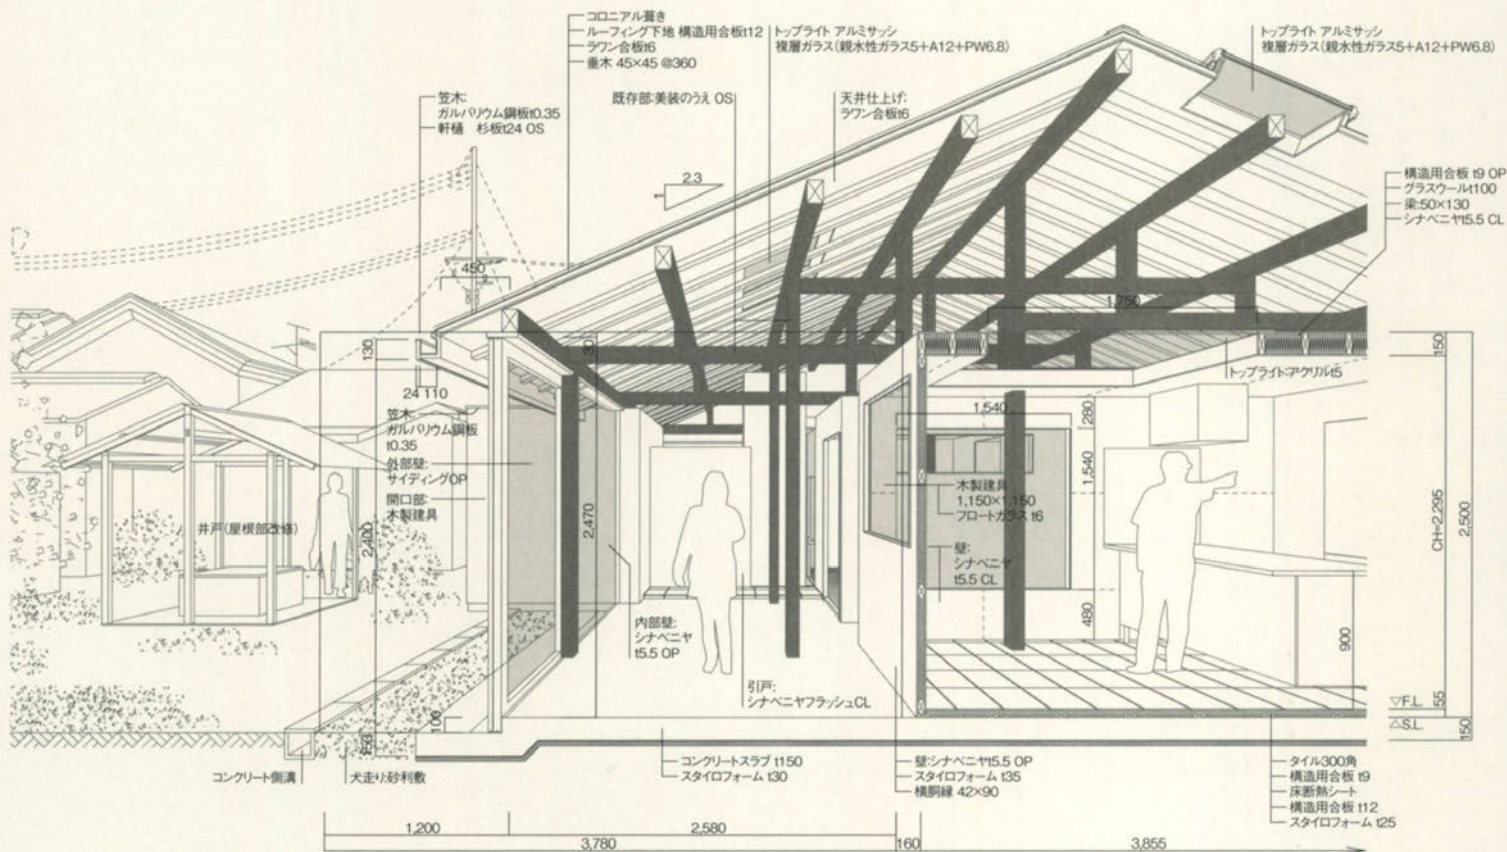 コロニアル葺き
ルーフィング下地 構造用合板t12
ラワン合板t6
垂木 45×45 @360
トップライト アルミサッシ
複層ガラス(親水性ガラス5+A12+PW6.8)
トップライト アルミサッシ
複層ガラス(親水性ガラス5+A12+PW6.8)
笠木:
ガルバリウム鋼板t0.35
軒樋 杉板t24 OS
既存部:美装のうえ OS
天井仕上げ:
ラワン合板t6
構造用合板 t9 OP
グラスウールt100
梁:50×130
シナベニヤt5.5 CL
2.3
1
450
1,750
130
30
150
24 110
トップライト:アクリルt5
笠木:
ガルバリウム鋼板
t0.35
外部壁:
サイディングOP
開口部:
木製建具
1,540
280
1,540
木製建具
1,150×1,150
フロートガラス t6
井戸(屋根部改修)
2,400
2,470
CH=2,295
2,500
壁:
シナベニヤ
t5.5 CL
480
900
内部壁:
シナベニヤ
t5.5 OP
引戸:
シナベニヤフラッシュCL
100
150
▽F.L.
55
△S.L.
150
コンクリート側溝
犬走り:砂利敷
コンクリートスラブ t150
スタイロフォーム t30
壁:シナベニヤt5.5 OP
スタイロフォーム t35
横胴縁 42×90
タイル300角
構造用合板 t9
床断熱シート
構造用合板 t12
スタイロフォーム t25
1,200
2,580
3,780
160
3,855